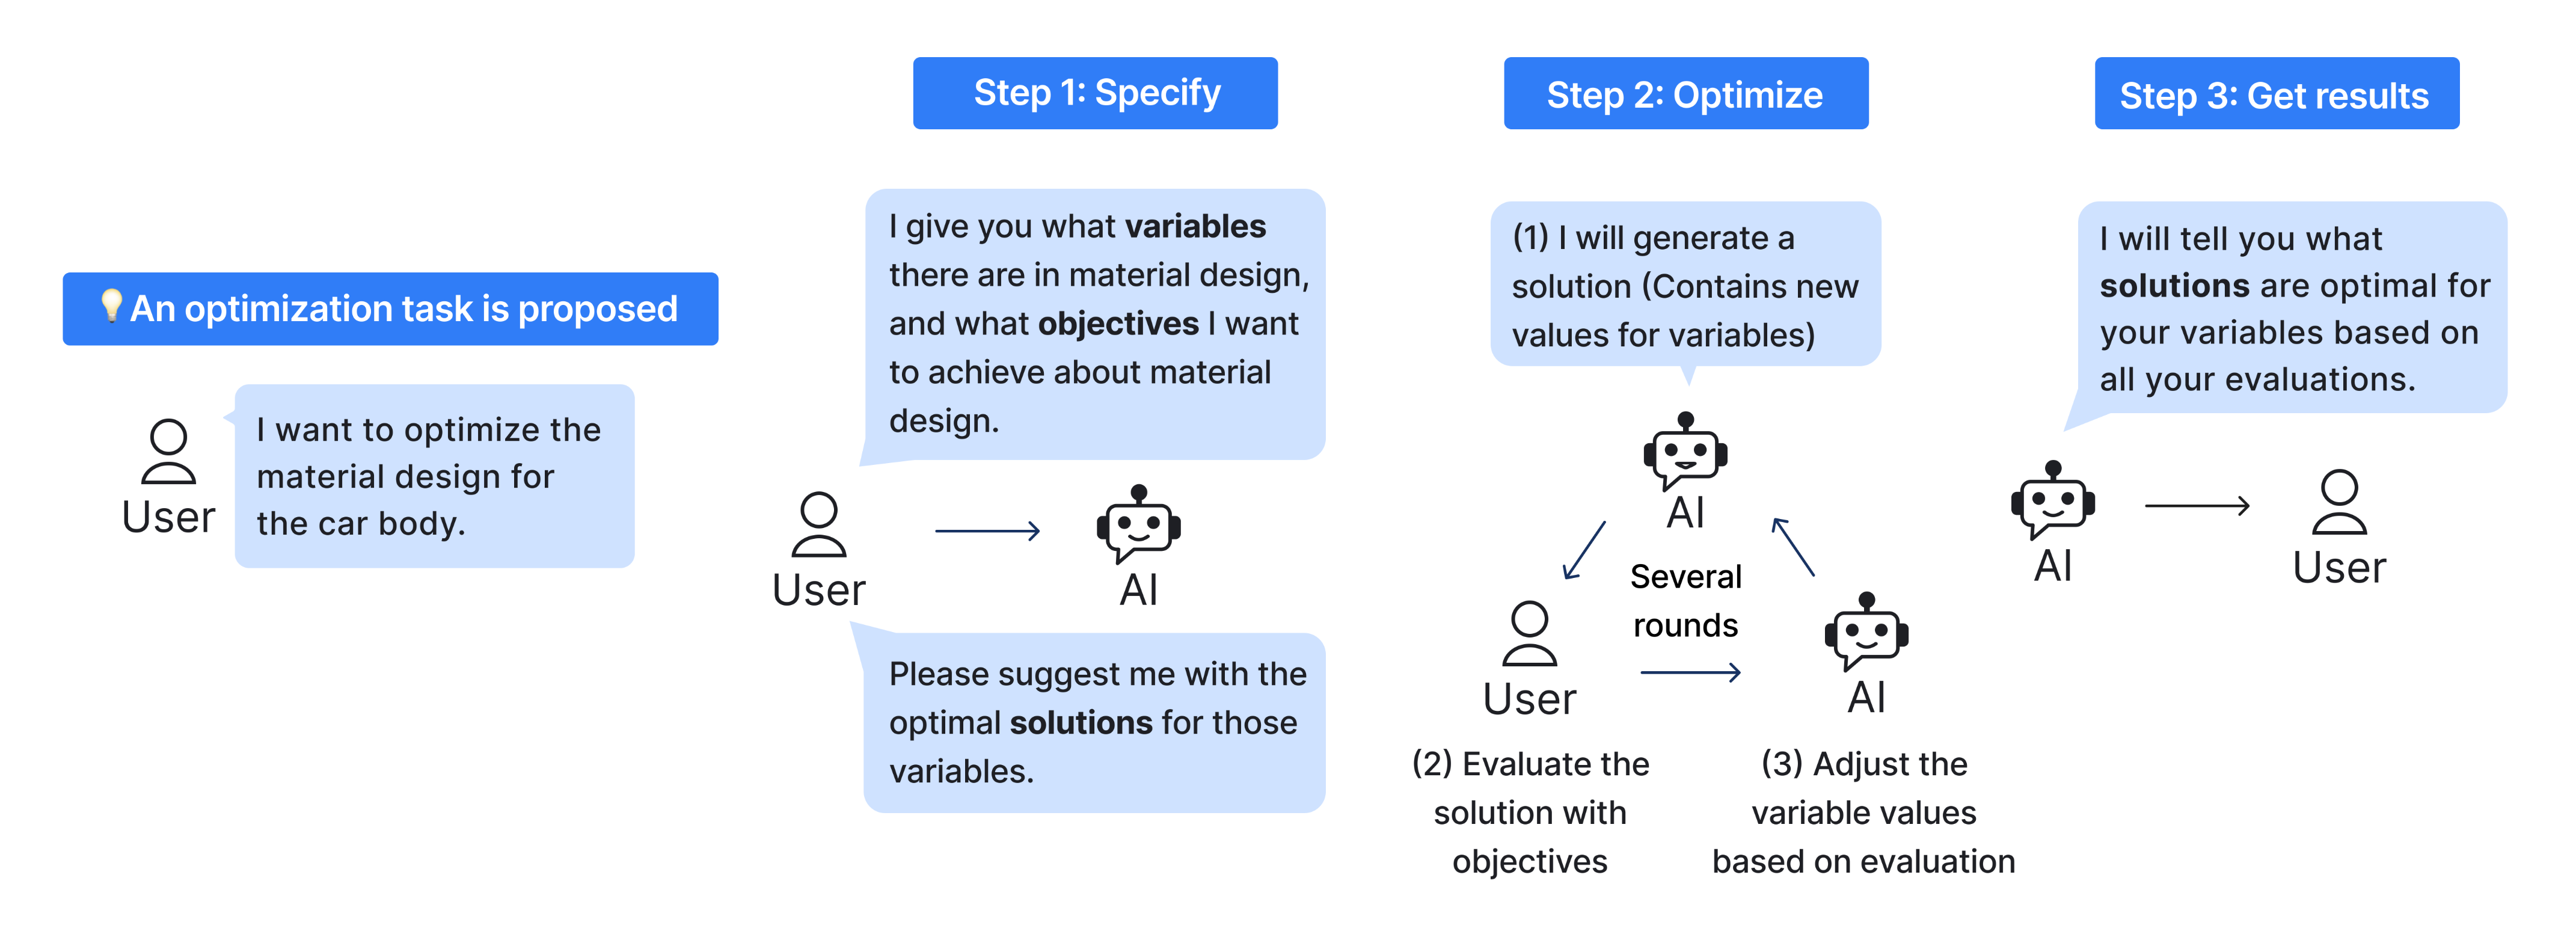 💡An optimization task is proposed
I want to optimize the
material design for
the car body.
User
Step 1: Specify
I give you what variables
there are in material design,
and what objectives I want
to achieve about material
design.
User
AI
Please suggest me with the
optimal solutions for those
variables.
Step 2: Optimize
(1) I will generate a
solution (Contains new
values for variables)
AI
Several
rounds
User
AI
(2) Evaluate the
solution with
objectives
(3) Adjust the
variable values
based on evaluation
Step 3: Get results
I will tell you what
solutions are optimal for
your variables based on
all your evaluations.
AI
User